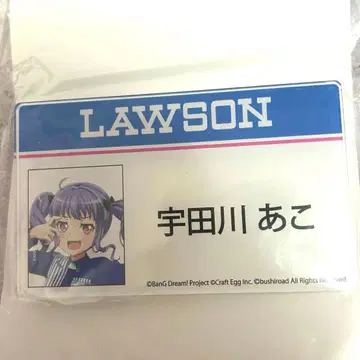 LAWSON
宇田川 あこ
©BanG Dream! Project ©Craft Egg Inc. ©bushiroad All Rights Reserved.